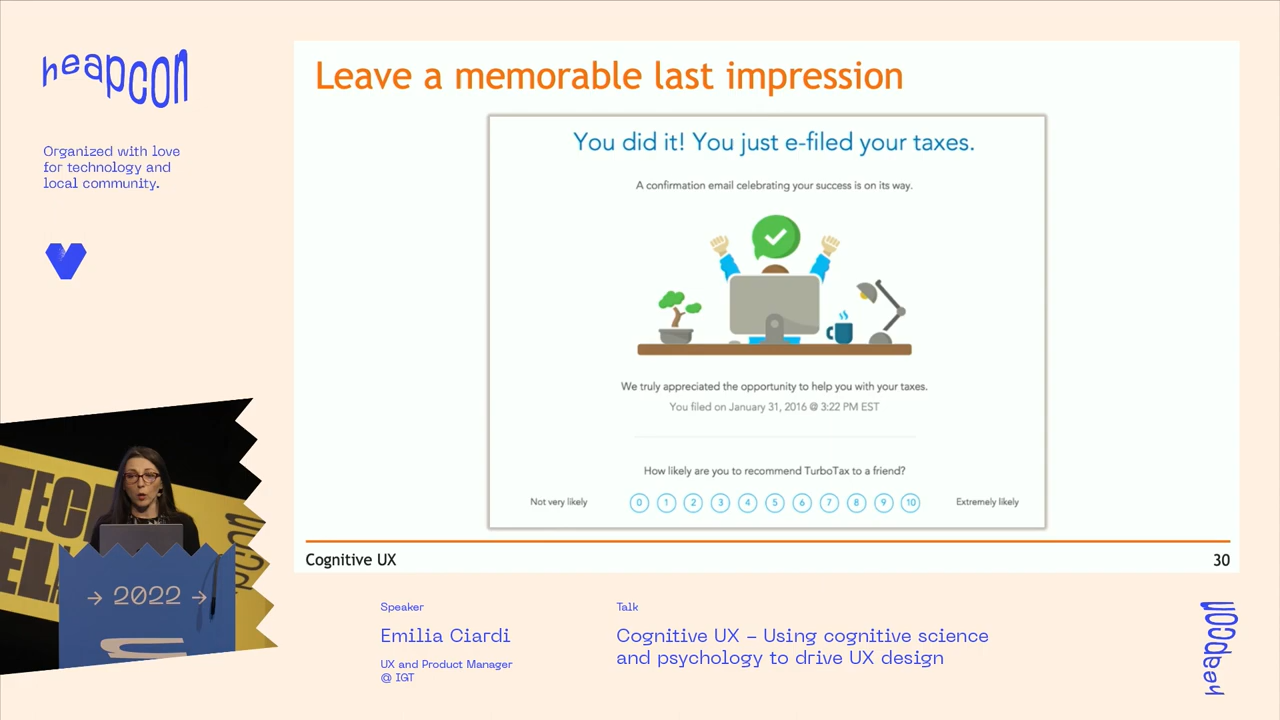 heapcon
Organized with love
for technology and
local community.
Leave a memorable last impression
You did it! You just e-filed your taxes.
A confirmation email celebrating your success is on its way.
We truly appreciated the opportunity to help you with your taxes.
You filed on January 31, 2016 @ 3:22 PM EST
How likely are you to recommend TurboTax to a friend?
Not very likely 0 1 2 3 4 5 6 7 8 9 10 Extremely likely
Cognitive UX 30
→ 2022 →
Speaker
Emilia Ciardi
UX and Product Manager
@ IGT
Talk
Cognitive UX – Using cognitive science
and psychology to drive UX design
heapcon